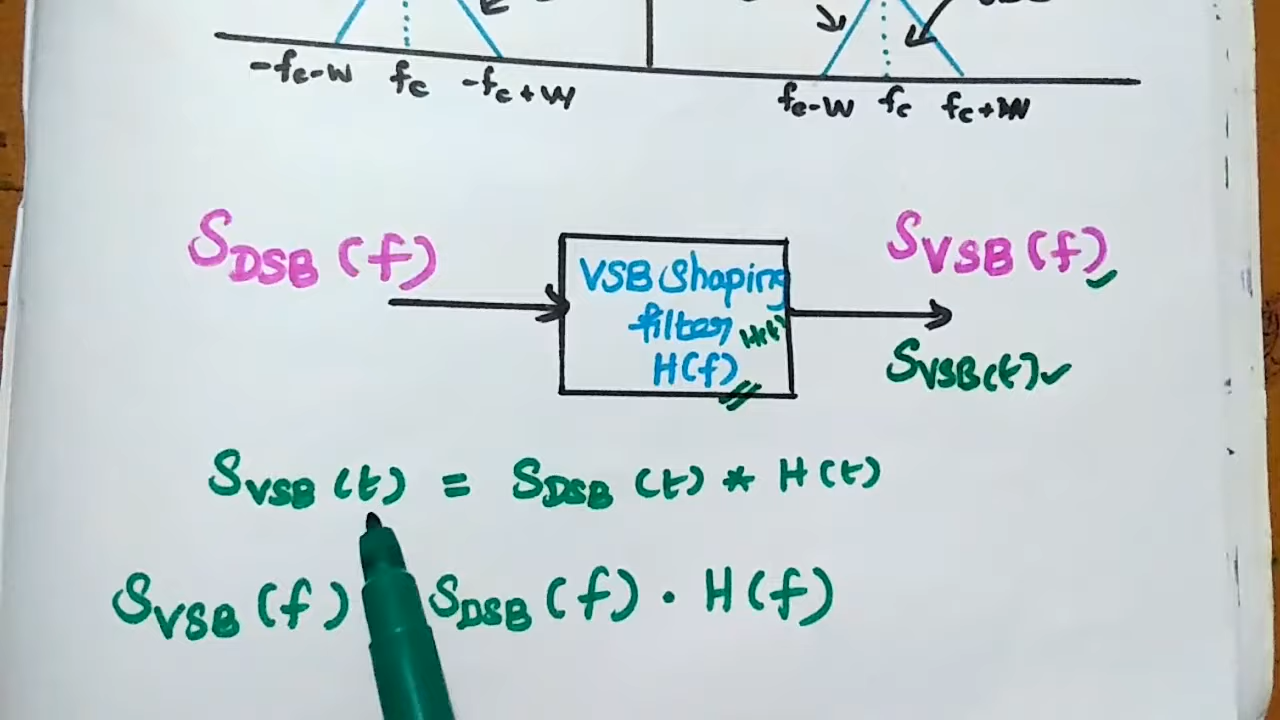 -fc-W fc -fc+W fc-W fc fc+W
SDSB (f) SVSB (f)
VSB Shaping
filter H(t)
H(f)
SVSB(t)
SVSB (t) = SDSB (t) * H(t)
SVSB (f) SDSB (f) . H(f)